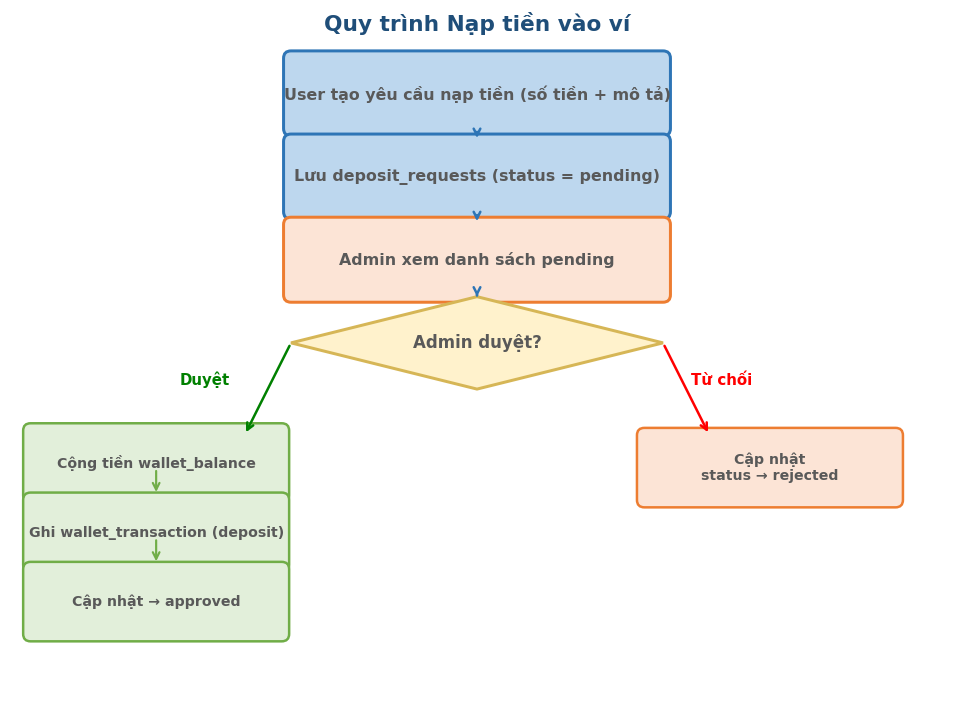 Quy trình Nạp tiền vào ví
User tạo yêu cầu nạp tiền (số tiền + mô tả)
Lưu deposit_requests (status = pending)
Admin xem danh sách pending
Admin duyệt?
Duyệt
Từ chối
Cộng tiền wallet_balance
Ghi wallet_transaction (deposit)
Cập nhật → approved
Cập nhật
status → rejected